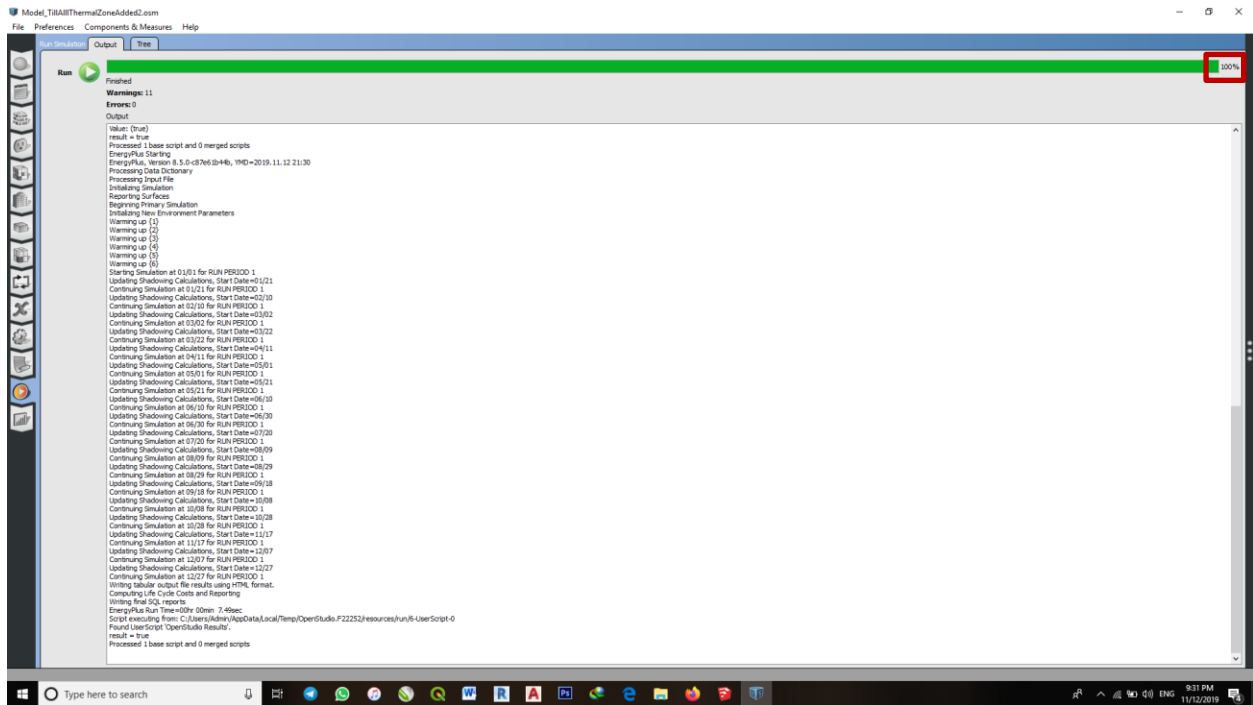 Model_TillAlllThermalZoneAdded2.osm
File Preferences Components & Measures Help
Run Simulation Output Tree
Run
100%
Finished
Warnings: 11
Errors: 0
Output
Value: {true}
result = true
Processed 1 base script and 0 merged scripts
EnergyPlus Starting
EnergyPlus, Version 8.5.0-c87e61b44b, YMD=2019.11.12 21:30
Processing Data Dictionary
Processing Input File
Initializing Simulation
Reporting Surfaces
Beginning Primary Simulation
Initializing New Environment Parameters
Warming up {1}
Warming up {2}
Warming up {3}
Warming up {4}
Warming up {5}
Warming up {6}
Starting Simulation at 01/01 for RUN PERIOD 1
Updating Shadowing Calculations, Start Date=01/21
Continuing Simulation at 01/21 for RUN PERIOD 1
Updating Shadowing Calculations, Start Date=02/10
Continuing Simulation at 02/10 for RUN PERIOD 1
Updating Shadowing Calculations, Start Date=03/02
Continuing Simulation at 03/02 for RUN PERIOD 1
Updating Shadowing Calculations, Start Date=03/22
Continuing Simulation at 03/22 for RUN PERIOD 1
Updating Shadowing Calculations, Start Date=04/11
Continuing Simulation at 04/11 for RUN PERIOD 1
Updating Shadowing Calculations, Start Date=05/01
Continuing Simulation at 05/01 for RUN PERIOD 1
Updating Shadowing Calculations, Start Date=05/21
Continuing Simulation at 05/21 for RUN PERIOD 1
Updating Shadowing Calculations, Start Date=06/10
Continuing Simulation at 06/10 for RUN PERIOD 1
Updating Shadowing Calculations, Start Date=06/30
Continuing Simulation at 06/30 for RUN PERIOD 1
Updating Shadowing Calculations, Start Date=07/20
Continuing Simulation at 07/20 for RUN PERIOD 1
Updating Shadowing Calculations, Start Date=08/09
Continuing Simulation at 08/09 for RUN PERIOD 1
Updating Shadowing Calculations, Start Date=08/29
Continuing Simulation at 08/29 for RUN PERIOD 1
Updating Shadowing Calculations, Start Date=09/18
Continuing Simulation at 09/18 for RUN PERIOD 1
Updating Shadowing Calculations, Start Date=10/08
Continuing Simulation at 10/08 for RUN PERIOD 1
Updating Shadowing Calculations, Start Date=10/28
Continuing Simulation at 10/28 for RUN PERIOD 1
Updating Shadowing Calculations, Start Date=11/17
Continuing Simulation at 11/17 for RUN PERIOD 1
Updating Shadowing Calculations, Start Date=12/07
Continuing Simulation at 12/07 for RUN PERIOD 1
Updating Shadowing Calculations, Start Date=12/27
Continuing Simulation at 12/27 for RUN PERIOD 1
Writing tabular output file results using HTML format.
Computing Life Cycle Costs and Reporting
Writing final SQL reports
EnergyPlus Run Time=00hr 00min 7.49sec
Script executing from: C:/Users/Admin/AppData/Local/Temp/OpenStudio.F22252/resources/run/6-UserScript-0
Found UserScript 'OpenStudio Results'.
result = true
Processed 1 base script and 0 merged scripts
Type here to search
ENG
9:31 PM
11/12/2019